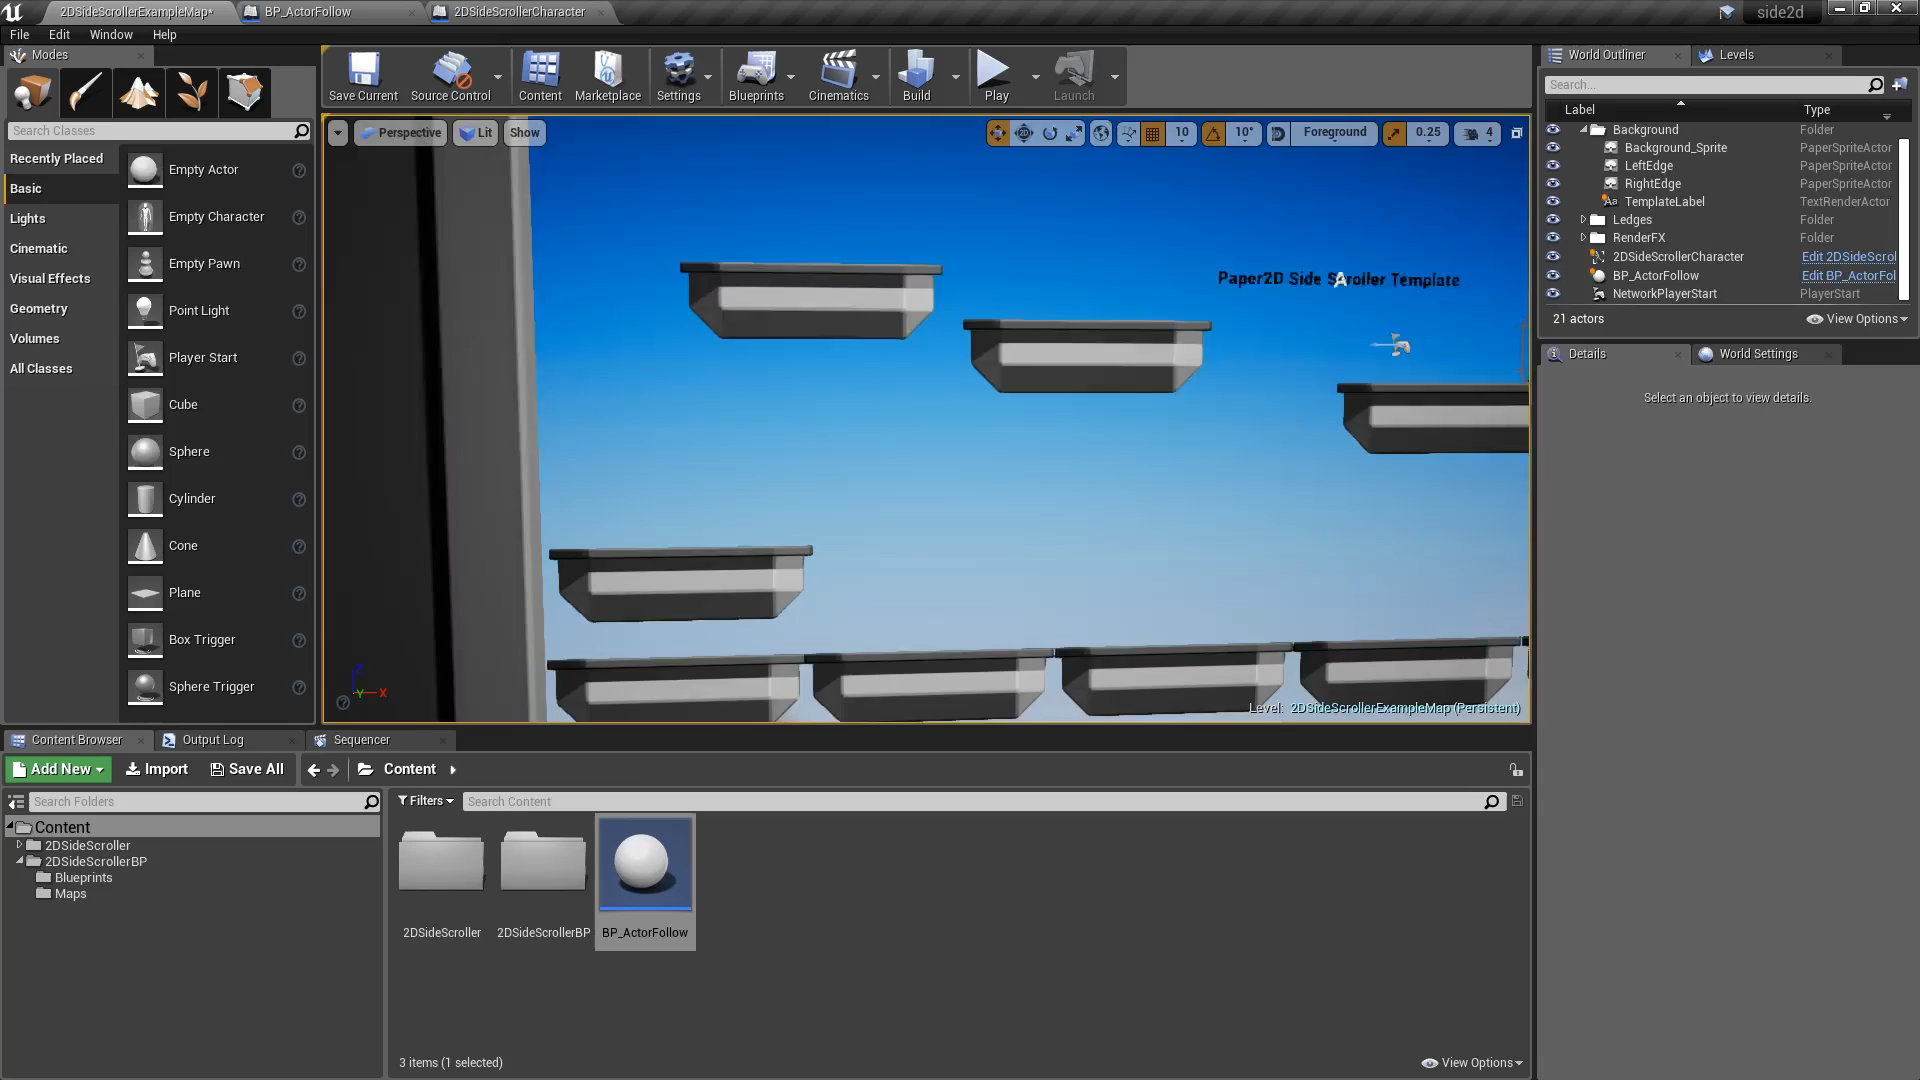 2DSideScrollerExampleMap*
BP_ActorFollow
2DSideScrollerCharacter
side2d
File Edit Window Help
Modes
Save Current
Source Control
Content
Marketplace
Settings
Blueprints
Cinematics
Build
Play
Launch
World Outliner
Levels
Search...
Label
Type
Search Classes
Recently Placed
Basic
Lights
Cinematic
Visual Effects
Geometry
Volumes
All Classes
Empty Actor
Empty Character
Empty Pawn
Point Light
Player Start
Cube
Sphere
Cylinder
Cone
Plane
Box Trigger
Sphere Trigger
Perspective
Lit
Show
10
10°
Foreground
0.25
4
Paper2D Side Scroller Template
Z
Y
X
Level: 2DSideScrollerExampleMap (Persistent)
Background Folder
Background_Sprite PaperSpriteActor
LeftEdge PaperSpriteActor
RightEdge PaperSpriteActor
TemplateLabel TextRenderActor
Ledges Folder
RenderFX Folder
2DSideScrollerCharacter Edit 2DSideScrol
BP_ActorFollow Edit BP_ActorFol
NetworkPlayerStart PlayerStart
21 actors
View Options
Details
World Settings
Select an object to view details.
Content Browser
Output Log
Sequencer
Add New
Import
Save All
Content
Search Folders
Filters
Search Content
Content
2DSideScroller
2DSideScrollerBP
Blueprints
Maps
2DSideScroller
2DSideScrollerBP
BP_ActorFollow
3 items (1 selected)
View Options